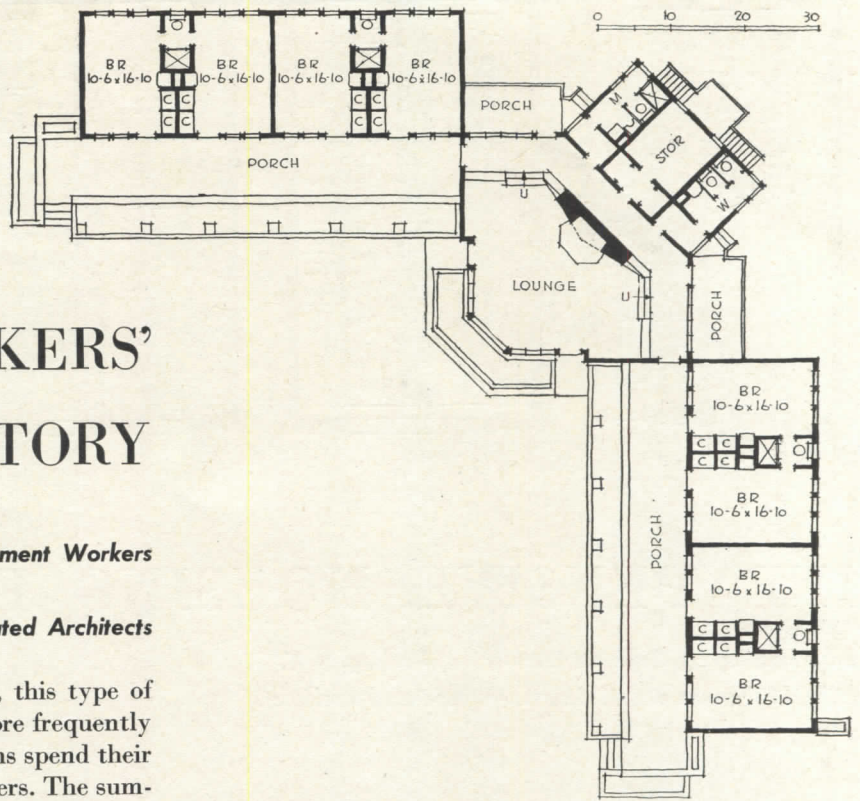 0 10 20 30
BR
10-6 x 16-10
BR
10-6 x 16-10
BR
10-6 x 16-10
BR
10-6 x 16-10
C C C C
C C C C
PORCH
M
STOR
W
PORCH
U
LOUNGE
U
PORCH
KERS’
TORY
ment Workers
ted Architects
, this type of
ore frequently
ns spend their
ers. The sum-
BR
10-6 x 16-10
C C
C C
BR
10-6 x 16-10
PORCH
BR
10-6 x 16-10
C C
C C
BR
10-6 x 16-10